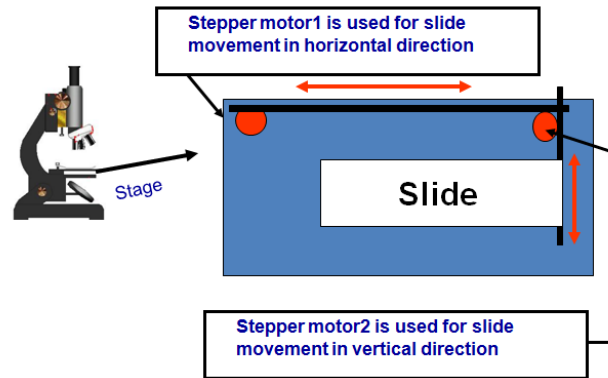 Stepper motor1 is used for slide
movement in horizontal direction
Stage
Slide
Stepper motor2 is used for slide
movement in vertical direction